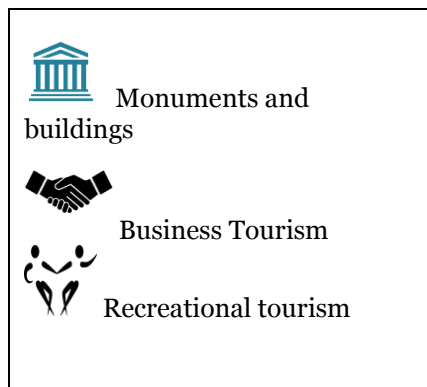 Monuments and
buildings
Business Tourism
Recreational tourism